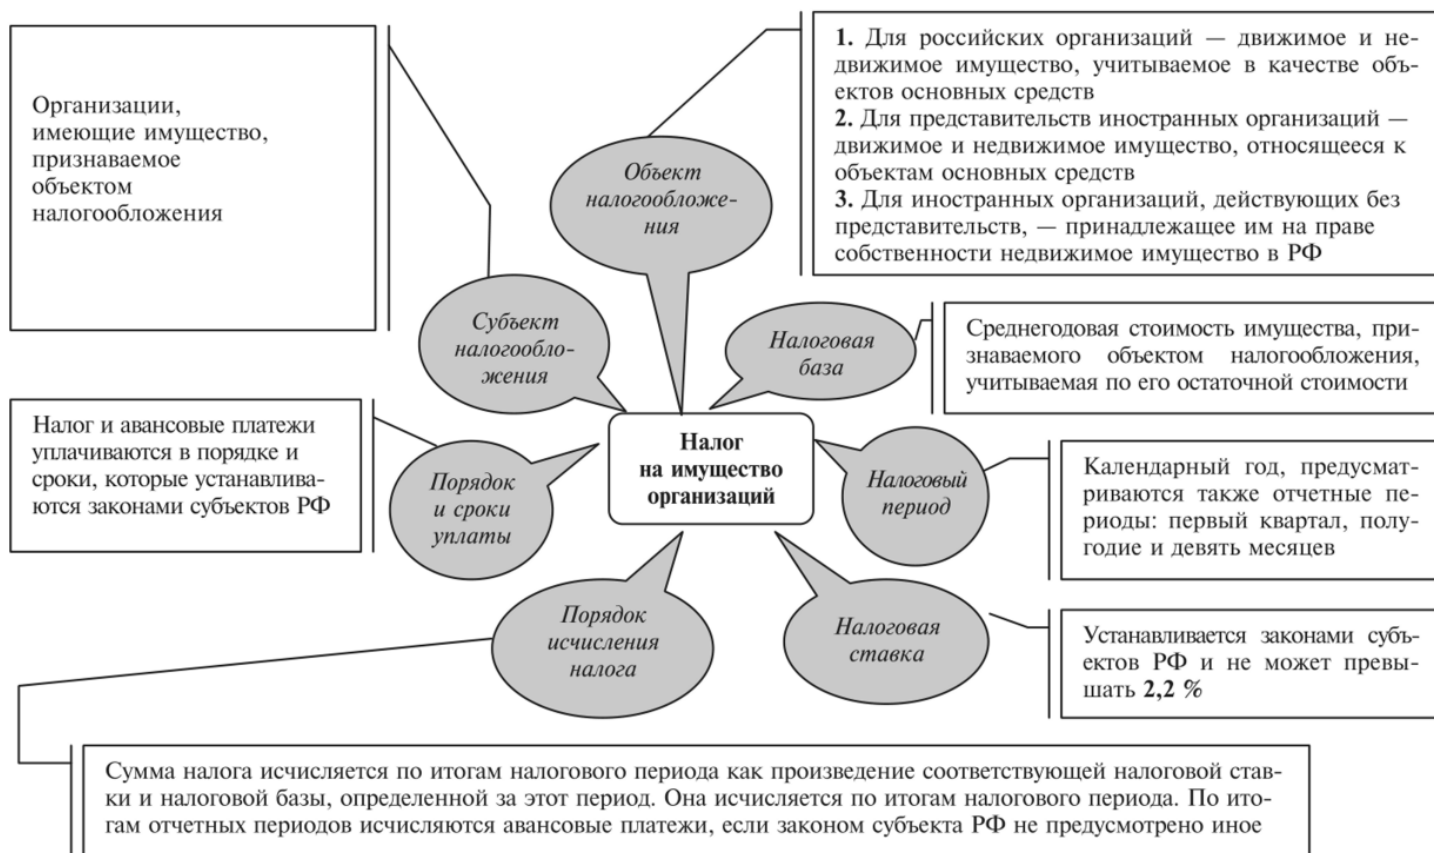 Организации,
имеющие имущество,
признаваемое
объектом
налогообложения
Объект
налогообложе-
ния
1. Для российских организаций — движимое и не-
движимое имущество, учитываемое в качестве объ-
ектов основных средств
2. Для представительств иностранных организаций —
движимое и недвижимое имущество, относящееся к
объектам основных средств
3. Для иностранных организаций, действующих без
представительств, — принадлежащее им на праве
собственности недвижимое имущество в РФ
Субъект
налогообло-
жения
Налоговая
база
Среднегодовая стоимость имущества, при-
знаваемого объектом налогообложения,
учитываемая по его остаточной стоимости
Налог и авансовые платежи
уплачиваются в порядке и
сроки, которые устанавлива-
ются законами субъектов РФ
Порядок
и сроки
уплаты
Налог
на имущество
организаций
Налоговый
период
Календарный год, предусмат-
риваются также отчетные пе-
риоды: первый квартал, полу-
годие и девять месяцев
Порядок
исчисления
налога
Налоговая
ставка
Устанавливается законами субъ-
ектов РФ и не может превы-
шать 2,2 %
Сумма налога исчисляется по итогам налогового периода как произведение соответствующей налоговой став-
ки и налоговой базы, определенной за этот период. Она исчисляется по итогам налогового периода. По ито-
гам отчетных периодов исчисляются авансовые платежи, если законом субъекта РФ не предусмотрено иное